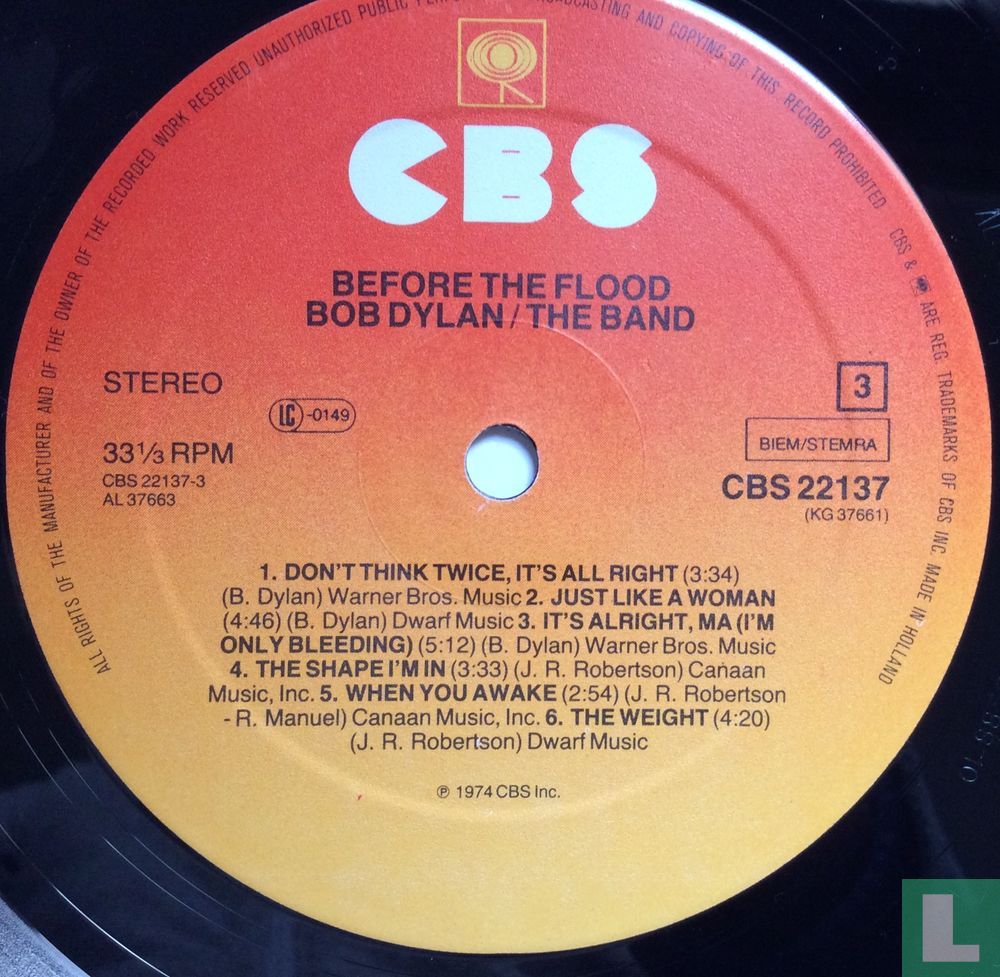 ALL RIGHTS OF THE MANUFACTURER AND OF THE OWNER OF THE RECORDED WORK RESERVED UNAUTHORIZED PUBLIC BROADCASTING AND COPYING OF THIS RECORD PROHIBITED
CBS & ARE REG. TRADEMARKS OF CBS INC. MADE IN HOLLAND
CBS
BEFORE THE FLOOD
BOB DYLAN/THE BAND
STEREO
LC-0149
3
33 1/3 RPM
BIEM/STEMRA
CBS 22137-3
CBS 22137
AL 37663
(KG 37661)
1. DON'T THINK TWICE, IT'S ALL RIGHT (3:34)
(B. Dylan) Warner Bros. Music 2. JUST LIKE A WOMAN
(4:46) (B. Dylan) Dwarf Music 3. IT'S ALRIGHT, MA (I'M
ONLY BLEEDING) (5:12) (B. Dylan) Warner Bros. Music
4. THE SHAPE I'M IN (3:33) (J. R. Robertson) Canaan
Music, Inc. 5. WHEN YOU AWAKE (2:54) (J. R. Robertson
- R. Manuel) Canaan Music, Inc. 6. THE WEIGHT (4:20)
(J. R. Robertson) Dwarf Music
℗ 1974 CBS Inc.
L